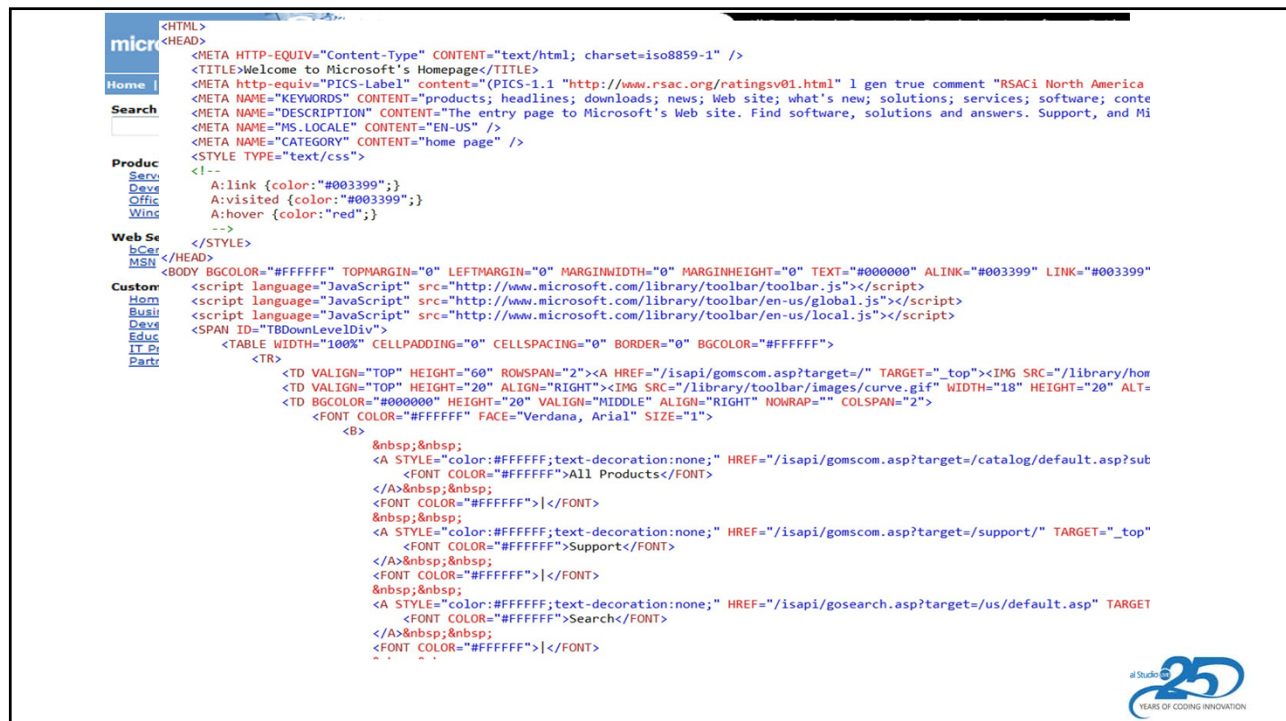 micr
Home |
Search
Produc
Serv
Deve
Offic
Wind
Web Se
bCer
MSN
Custom
Hom
Busir
Deve
Educ
IT Pr
Partr
<HTML>
<HEAD>
<META HTTP-EQUIV="Content-Type" CONTENT="text/html; charset=iso8859-1" />
<TITLE>Welcome to Microsoft's Homepage</TITLE>
<META http-equiv="PICS-Label" content="(PICS-1.1 "http://www.rsac.org/ratingsv01.html" l gen true comment "RSACi North America
<META NAME="KEYWORDS" CONTENT="products; headlines; downloads; news; Web site; what's new; solutions; services; software; conte
<META NAME="DESCRIPTION" CONTENT="The entry page to Microsoft's Web site. Find software, solutions and answers. Support, and Mi
<META NAME="MS.LOCALE" CONTENT="EN-US" />
<META NAME="CATEGORY" CONTENT="home page" />
<STYLE TYPE="text/css">
<!--
A:link {color:"#003399";}
A:visited {color:"#003399";}
A:hover {color:"red";}
-->
</STYLE>
</HEAD>
<BODY BGCOLOR="#FFFFFF" TOPMARGIN="0" LEFTMARGIN="0" MARGINWIDTH="0" MARGINHEIGHT="0" TEXT="#000000" ALINK="#003399" LINK="#003399"
<script language="JavaScript" src="http://www.microsoft.com/library/toolbar/toolbar.js"></script>
<script language="JavaScript" src="http://www.microsoft.com/library/toolbar/en-us/global.js"></script>
<script language="JavaScript" src="http://www.microsoft.com/library/toolbar/en-us/local.js"></script>
<SPAN ID="TBDownLevelDiv">
<TABLE WIDTH="100%" CELLPADDING="0" CELLSPACING="0" BORDER="0" BGCOLOR="#FFFFFF">
<TR>
<TD VALIGN="TOP" HEIGHT="60" ROWSPAN="2"><A HREF="/isapi/gomscom.asp?target=/" TARGET="_top"><IMG SRC="/library/hom
<TD VALIGN="TOP" HEIGHT="20" ALIGN="RIGHT"><IMG SRC="/library/toolbar/images/curve.gif" WIDTH="18" HEIGHT="20" ALT=
<TD BGCOLOR="#000000" HEIGHT="20" VALIGN="MIDDLE" ALIGN="RIGHT" NOWRAP="" COLSPAN="2">
<FONT COLOR="#FFFFFF" FACE="Verdana, Arial" SIZE="1">
<B>
&nbsp;&nbsp;
<A STYLE="color:#FFFFFF;text-decoration:none;" HREF="/isapi/gomscom.asp?target=/catalog/default.asp?sub
<FONT COLOR="#FFFFFF">All Products</FONT>
</A>&nbsp;&nbsp;
<FONT COLOR="#FFFFFF">|</FONT>
&nbsp;&nbsp;
<A STYLE="color:#FFFFFF;text-decoration:none;" HREF="/isapi/gomscom.asp?target=/support/" TARGET="_top"
<FONT COLOR="#FFFFFF">Support</FONT>
</A>&nbsp;&nbsp;
<FONT COLOR="#FFFFFF">|</FONT>
&nbsp;&nbsp;
<A STYLE="color:#FFFFFF;text-decoration:none;" HREF="/isapi/gosearch.asp?target=/us/default.asp" TARGET
<FONT COLOR="#FFFFFF">Search</FONT>
</A>&nbsp;&nbsp;
<FONT COLOR="#FFFFFF">|</FONT>
al Studio
25
YEARS OF CODING INNOVATION